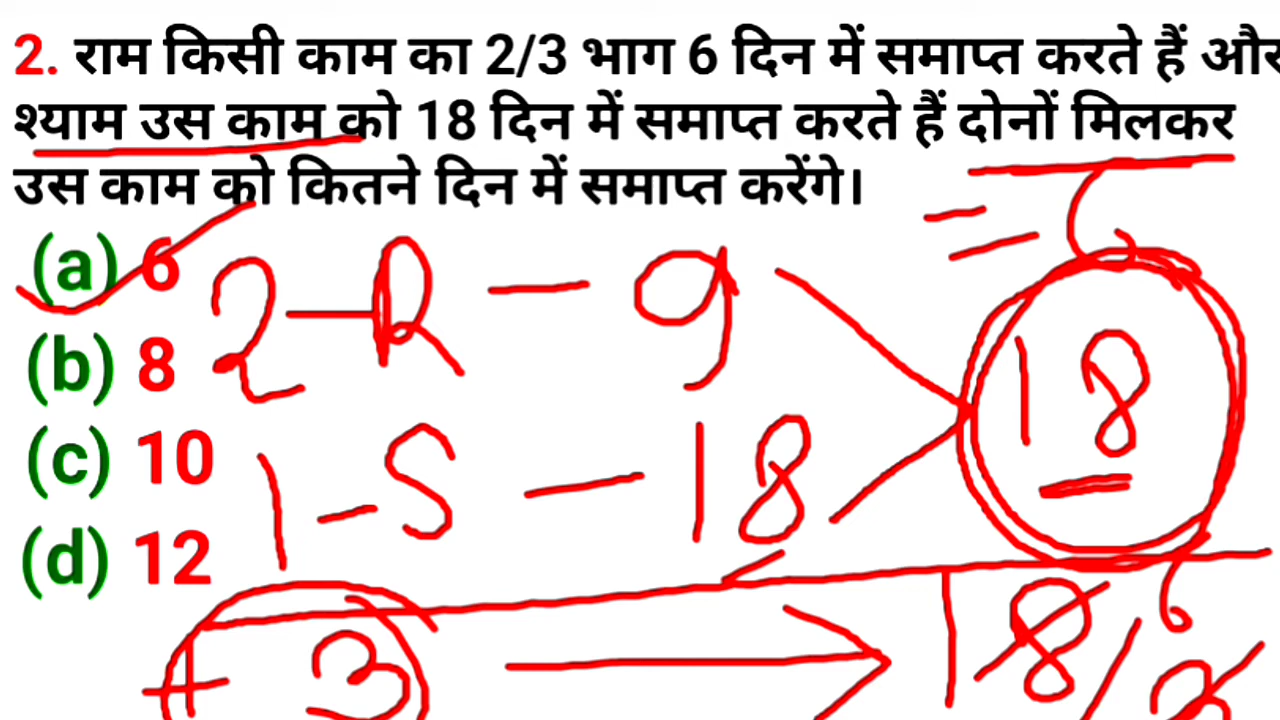 2. राम किसी काम का 2/3 भाग 6 दिन में समाप्त करते हैं और
श्याम उस काम को 18 दिन में समाप्त करते हैं दोनों मिलकर
उस काम को कितने दिन में समाप्त करेंगे।
= 6
(a) 6
2-R - 9
18
(b) 8
(c) 10
1-S - 18
(d) 12
+ 3
18/3
6